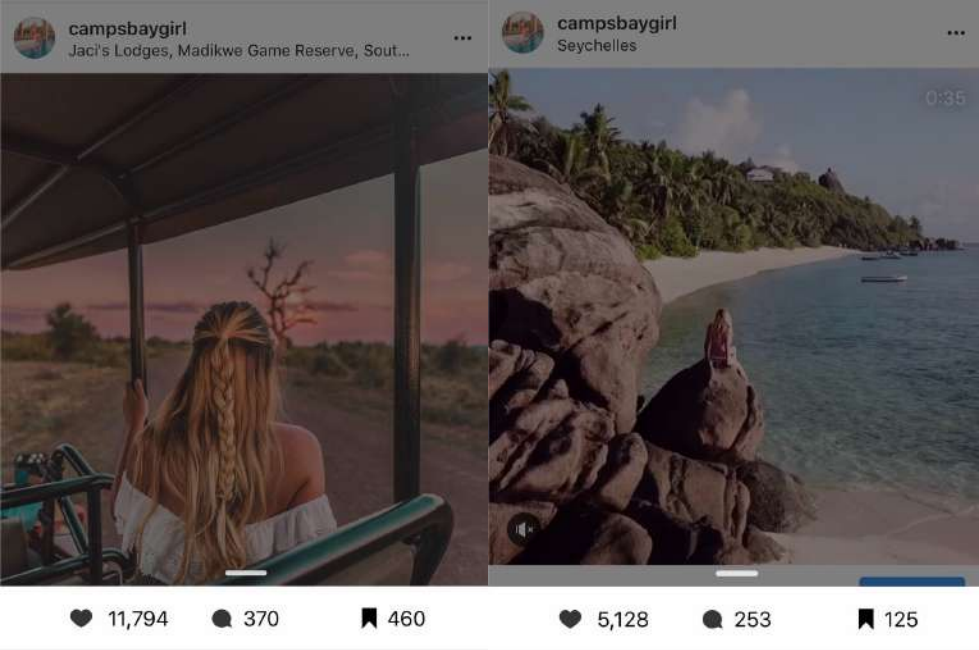 campsbaygirl
Jaci's Lodges, Madikwe Game Reserve, Sout...
11,794 370 460
campsbaygirl
Seychelles
0:35
5,128 253 125